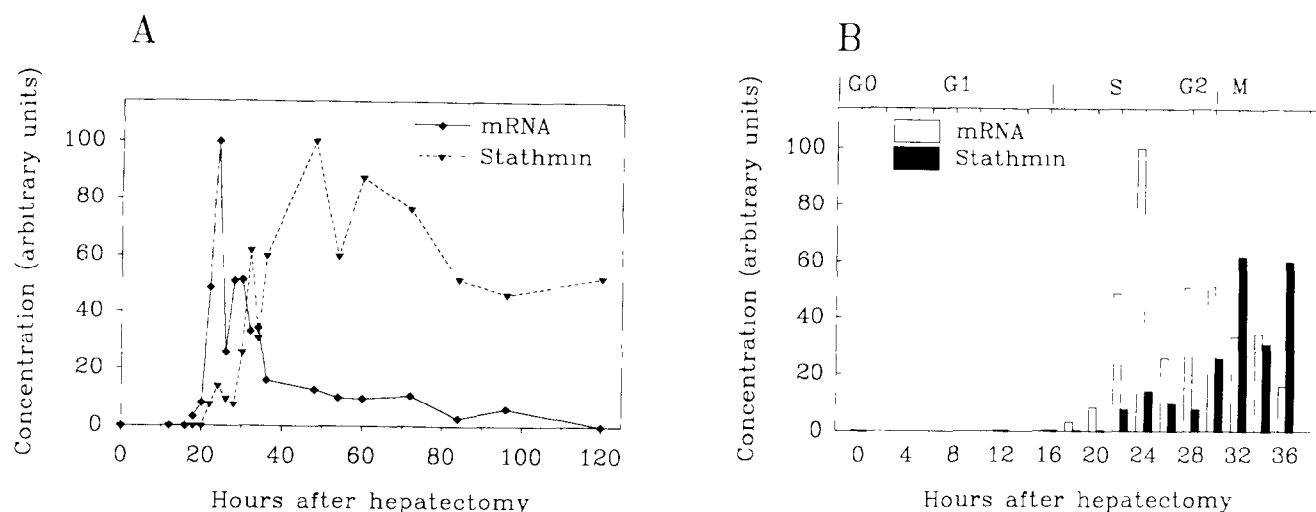 A
Concentration (arbitrary units)
100
80
60
40
20
0
mRNA
Stathmin
0 20 40 60 80 100 120
Hours after hepatectomy
B
G0 G1 S G2 M
Concentration (arbitrary units)
100
80
60
40
20
0
mRNA
Stathmin
0 4 8 12 16 20 24 28 32 36
Hours after hepatectomy